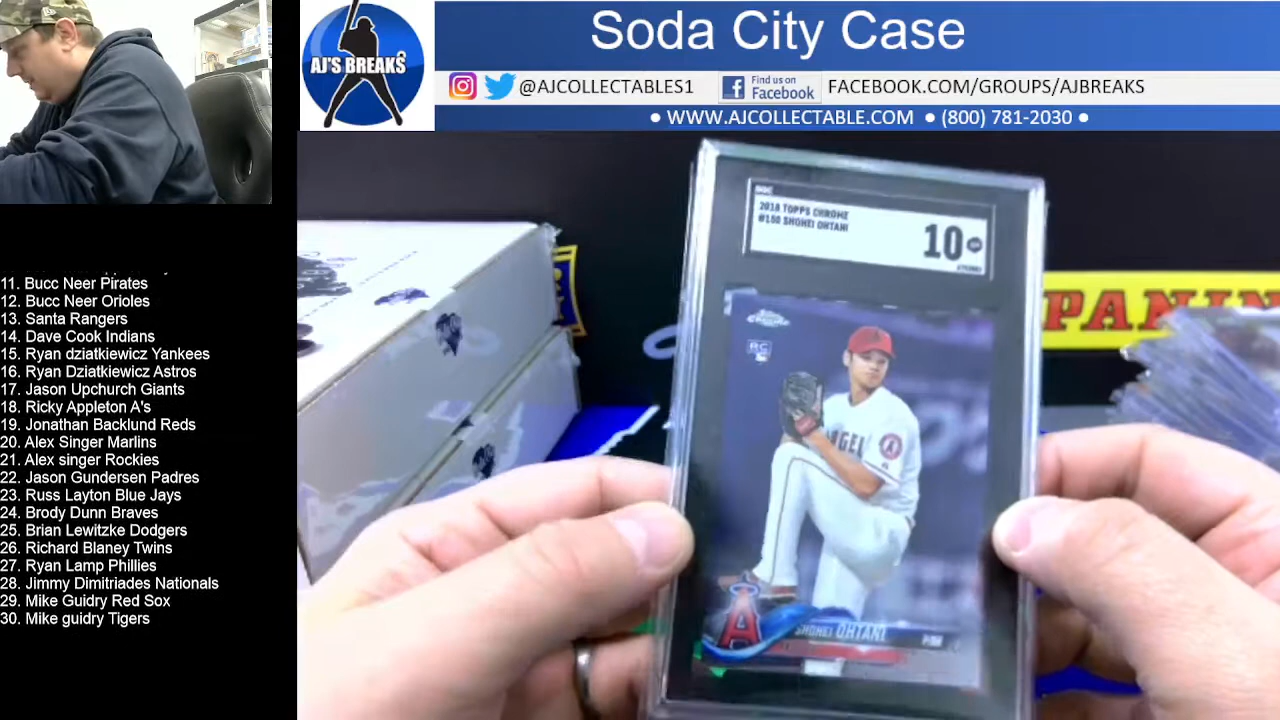 AJ'S BREAKS
Soda City Case
@AJCOLLECTABLES1
Find us on
Facebook
FACEBOOK.COM/GROUPS/AJBREAKS
● WWW.AJCOLLECTABLE.COM ● (800) 781-2030 ●
11. Bucc Neer Pirates
12. Bucc Neer Orioles
13. Santa Rangers
14. Dave Cook Indians
15. Ryan dziatkiewicz Yankees
16. Ryan Dziatkiewicz Astros
17. Jason Upchurch Giants
18. Ricky Appleton A's
19. Jonathan Backlund Reds
20. Alex Singer Marlins
21. Alex singer Rockies
22. Jason Gundersen Padres
23. Russ Layton Blue Jays
24. Brody Dunn Braves
25. Brian Lewitzke Dodgers
26. Richard Blaney Twins
27. Ryan Lamp Phillies
28. Jimmy Dimitriades Nationals
29. Mike Guidry Red Sox
30. Mike guidry Tigers
2018 TOPPS CHROME
#150 SHOHEI OHTANI
10
Chrome
RC
ANGEL
A
A
SHOHEI OHTANI
PANIN